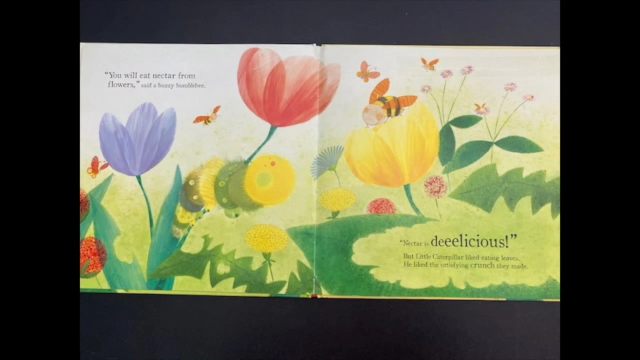 "You will eat nectar from
flowers," said a buzzy bumblebee.
"Nectar is deeelicious!"
But Little Caterpillar liked eating leaves.
He liked the satisfying crunch they made.